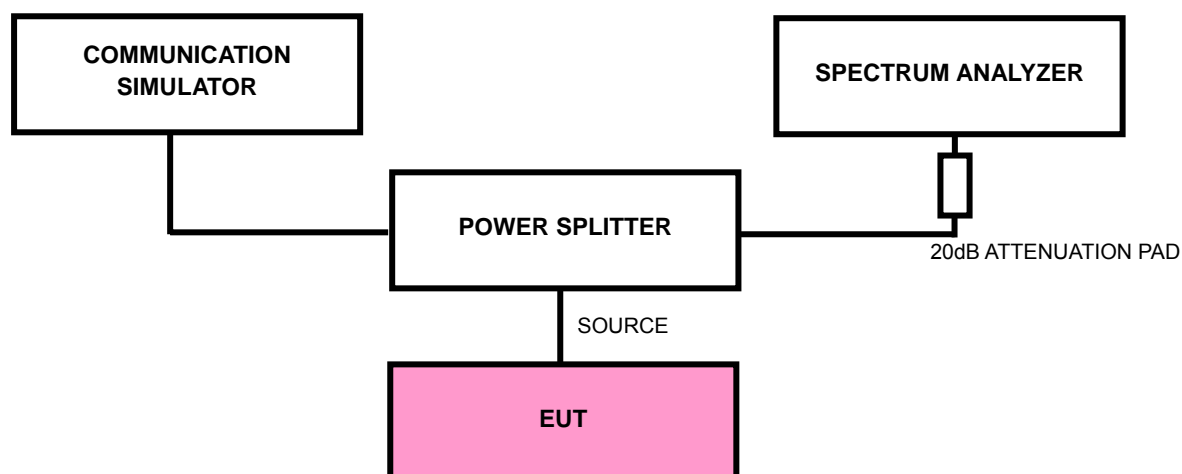 COMMUNICATION
SIMULATOR
SPECTRUM ANALYZER
POWER SPLITTER
20dB ATTENUATION PAD
SOURCE
EUT